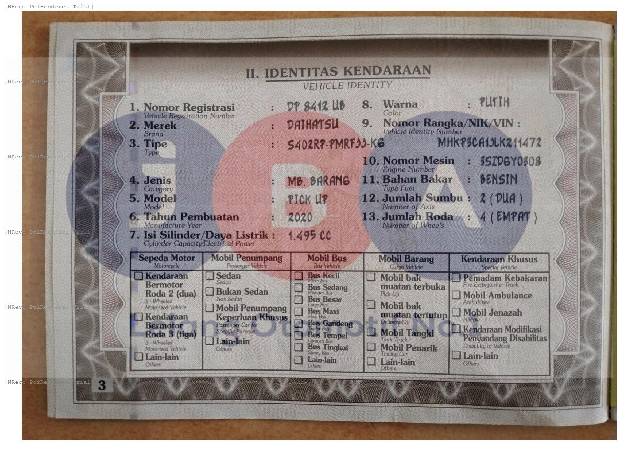 II. IDENTITAS KENDARAAN
VEHICLE IDENTITY
1. Nomor Registrasi : DP 8412 UB
Vehicle Registration Number
2. Merek : DAIHATSU
Brand
3. Tipe : S402RP-PMRFJJ-KG
Type
4. Jenis : MB. BARANG
Category
5. Model : PICK UP
Model
6. Tahun Pembuatan : 2020
Manufacture Year
7. Isi Silinder/Daya Listrik : 1.495 CC
Cylinder Capacity/Electrical Power
8. Warna : PUTIH
Color
9. Nomor Rangka/NIK/VIN :
Vehicle Identity Number
MHKP3CA1JLK211472
10. Nomor Mesin : 3SZDGY0808
Engine Number
11. Bahan Bakar : BENSIN
Type Fuel
12. Jumlah Sumbu : 2 ( DUA )
Number of Axle
13. Jumlah Roda : 4 ( EMPAT )
Number of Wheels
iBA
Sepeda Motor
Motorcycle
Kendaraan
Bermotor
Roda 2 (dua)
Kendaraan
Bermotor
Roda 3 (tiga)
Lain-lain
Others
Mobil Penumpang
Passenger Vehicle
Sedan
Sedan
Bukan Sedan
Non Sedan
Mobil Penumpang
Keperluan Khusus
Lain-lain
Others
Mobil Bus
Bus Vehicle
Bus Kecil
Bus Sedang
Bus Besar
Bus Maxi
Bus Gandeng
Bus Tempel
Bus Tingkat
Lain-lain
Others
Mobil Barang
Goods Vehicle
Mobil bak
muatan terbuka
Pick Up
Mobil bak
muatan tertutup
Mobil Tangki
Mobil Penarik
Lain-lain
Others
Kendaraan Khusus
Special Vehicle
Pemadam Kebakaran
Mobil Ambulance
Mobil Jenazah
Kendaraan Modifikasi
Penyandang Disabilitas
Lain-lain
Others
3